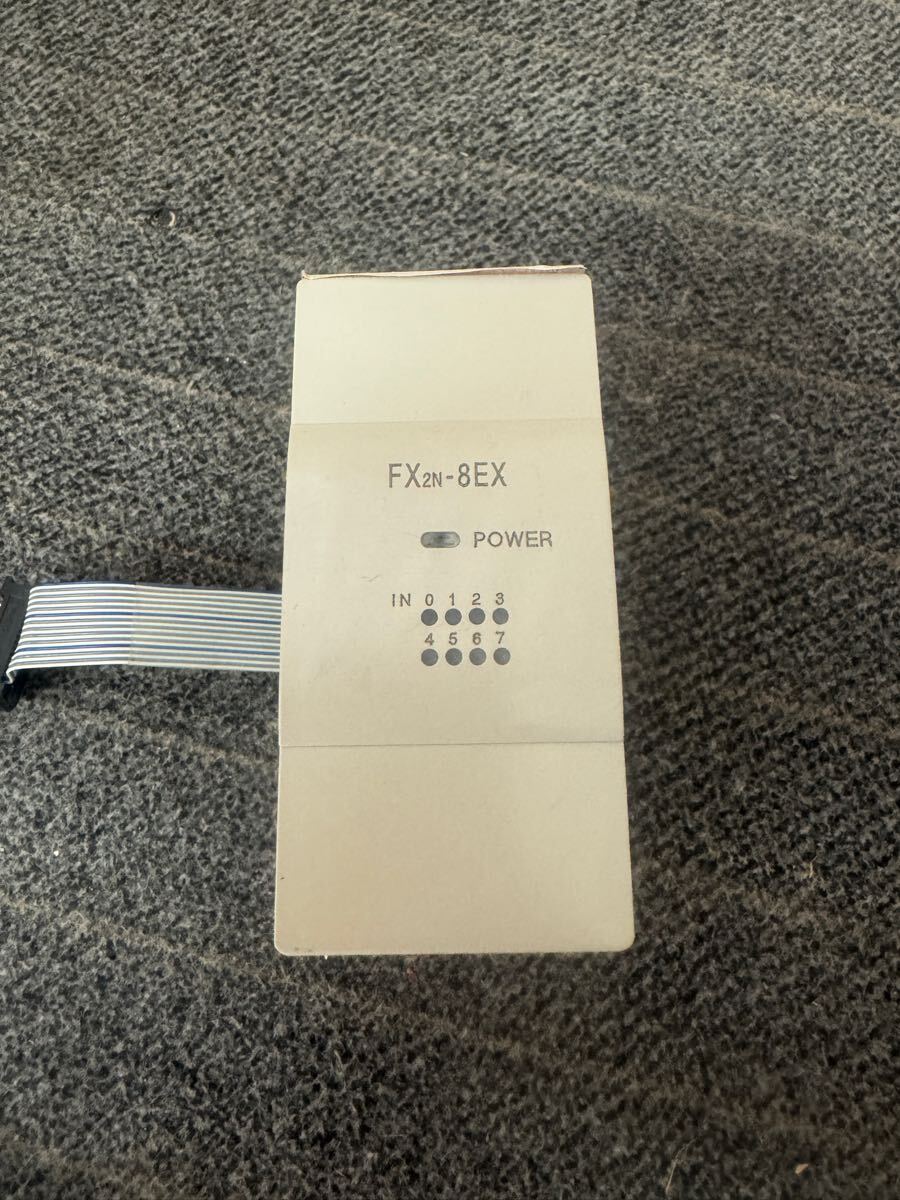 FX2N-8EX
POWER
IN 0 1 2 3
4 5 6 7